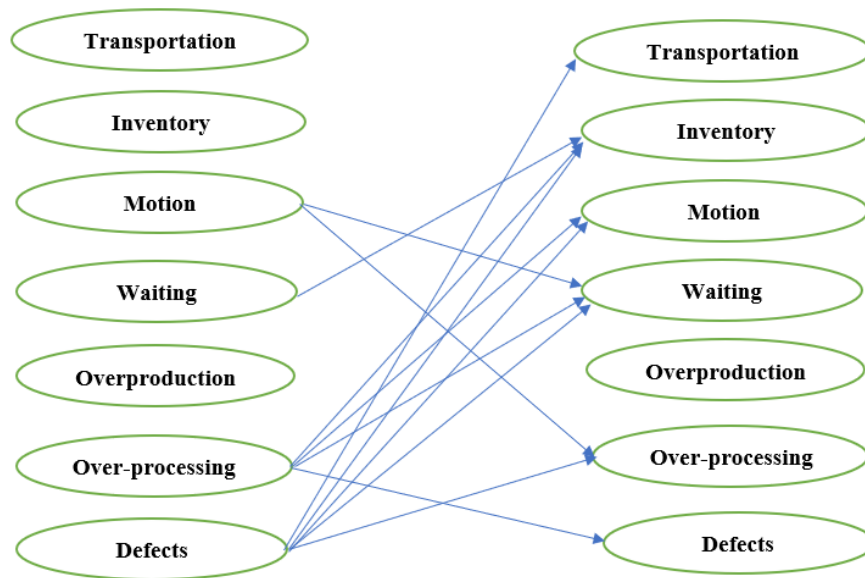 Transportation
Inventory
Motion
Waiting
Overproduction
Over-processing
Defects
Transportation
Inventory
Motion
Waiting
Overproduction
Over-processing
Defects